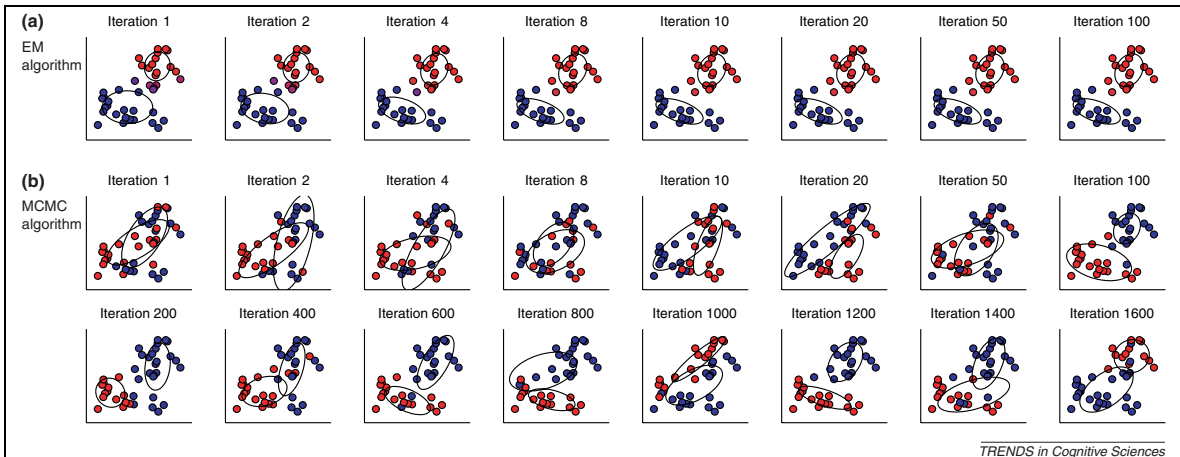 (a) Iteration 1 Iteration 2 Iteration 4 Iteration 8 Iteration 10 Iteration 20 Iteration 50 Iteration 100
EM
algorithm
(b) Iteration 1 Iteration 2 Iteration 4 Iteration 8 Iteration 10 Iteration 20 Iteration 50 Iteration 100
MCMC
algorithm
Iteration 200 Iteration 400 Iteration 600 Iteration 800 Iteration 1000 Iteration 1200 Iteration 1400 Iteration 1600
TRENDS in Cognitive Sciences